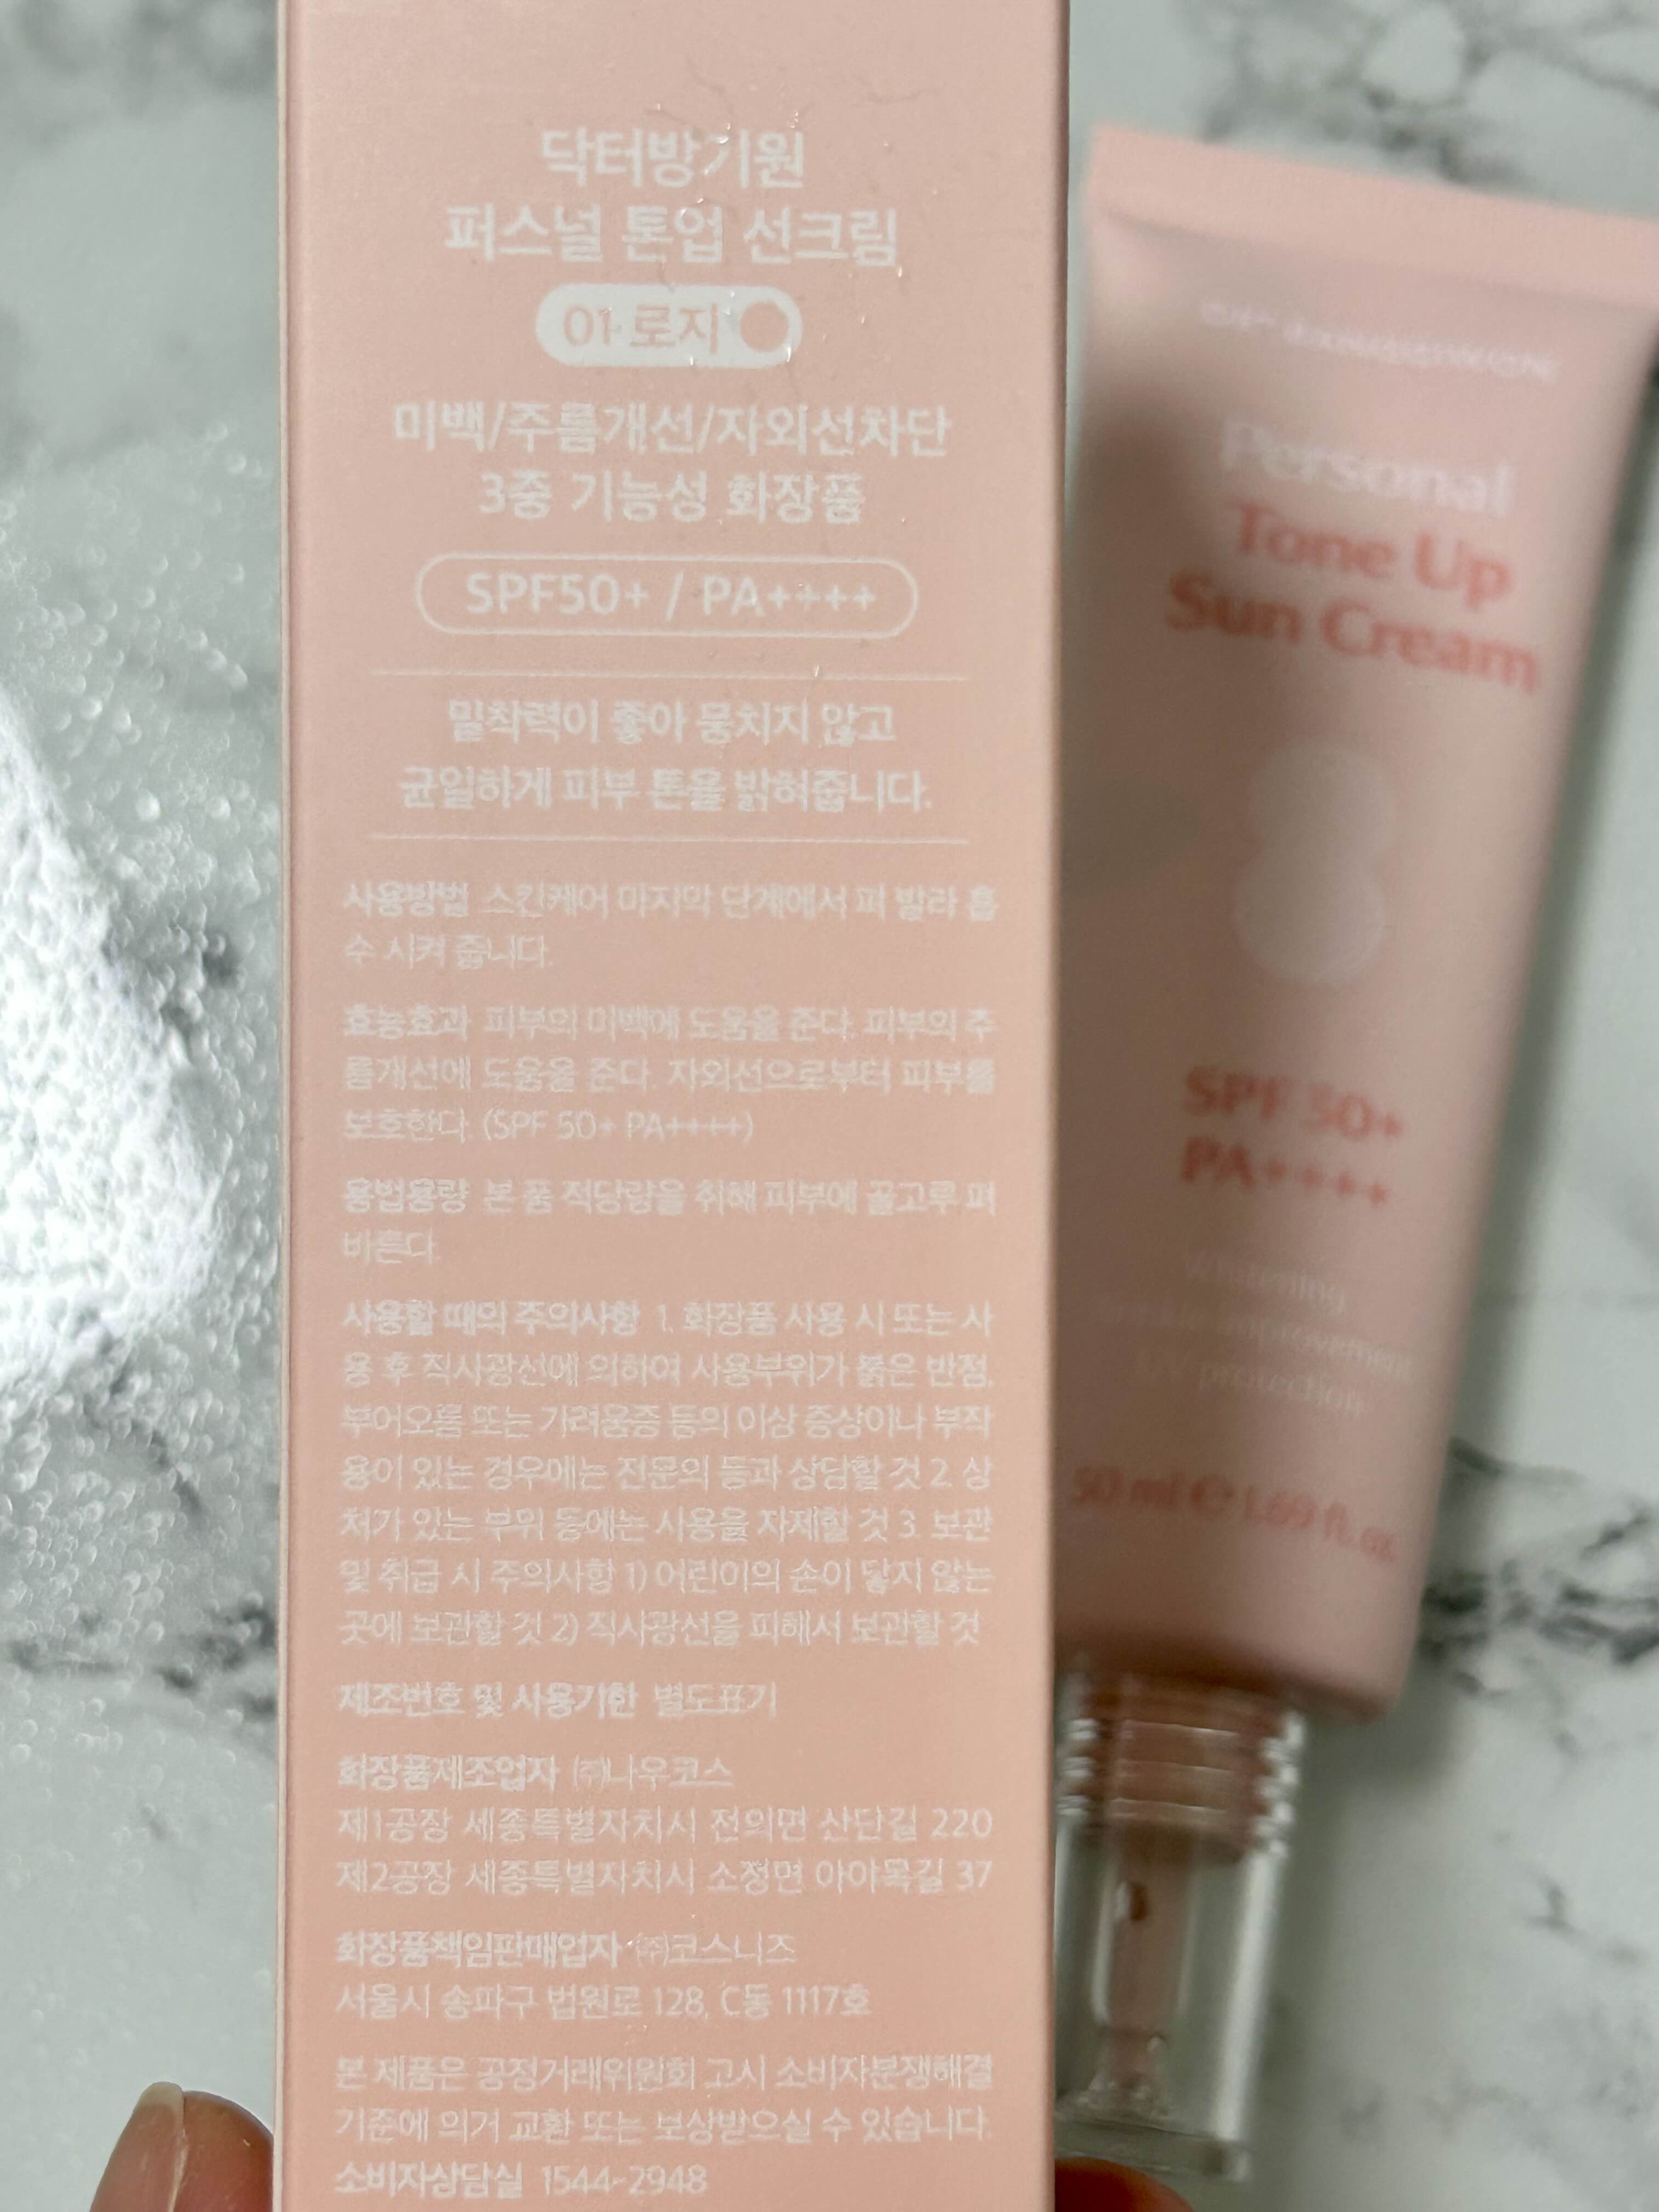 닥터방기원
퍼스널 톤업 선크림
01 로지
미백/주름개선/자외선차단
3중 기능성 화장품
SPF50+ / PA++++
밀착력이 좋아 뭉치지 않고
균일하게 피부 톤을 밝혀줍니다.
사용방법 스킨케어 마지막 단계에서 펴 발라 흡
수 시켜 줍니다.
효능효과 피부의 미백에 도움을 준다. 피부의 주
름개선에 도움을 준다. 자외선으로부터 피부를
보호한다. (SPF 50+ PA++++)
용법용량 본 품 적당량을 취해 피부에 골고루 펴
바른다.
사용할 때의 주의사항 1. 화장품 사용 시 또는 사
용 후 직사광선에 의하여 사용부위가 붉은 반점,
부어오름 또는 가려움증 등의 이상 증상이나 부작
용이 있는 경우에는 전문의 등과 상담할 것 2. 상
처가 있는 부위 등에는 사용을 자제할 것 3. 보관
및 취급 시 주의사항 1) 어린이의 손이 닿지 않는
곳에 보관할 것 2) 직사광선을 피해서 보관할 것
제조번호 및 사용기한 별도표기
화장품제조업자 ㈜나우코스
제1공장 세종특별자치시 전의면 산단길 220
제2공장 세종특별자치시 소정면 아야목길 37
화장품책임판매업자 ㈜코스니즈
서울시 송파구 법원로 128, C동 1117호
본 제품은 공정거래위원회 고시 소비자분쟁해결
기준에 의거 교환 또는 보상받으실 수 있습니다.
소비자상담실 1544-2948
Personal
Tone Up
Sun Cream
SPF 50+
PA++++
Whitening
improvement
UV protection
50 ml e 1.69 fl. oz.